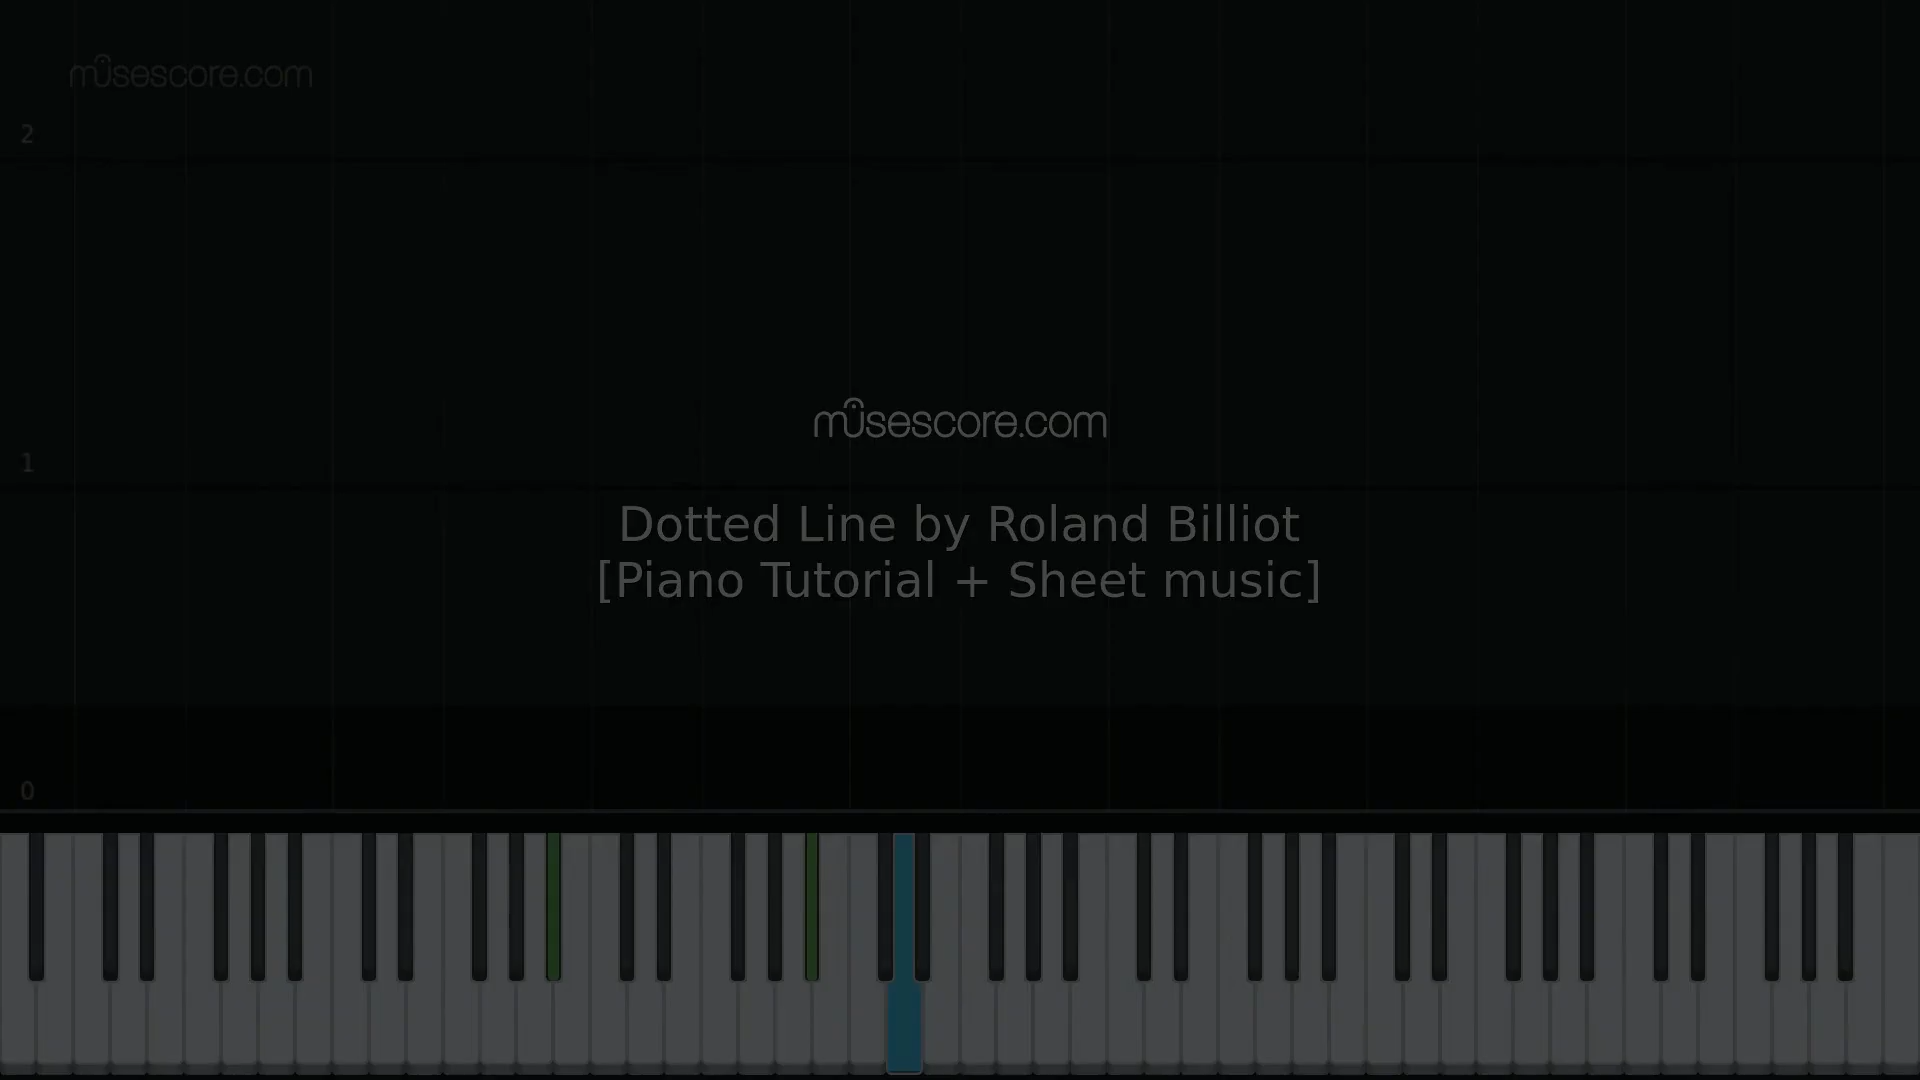 musescore.com
2
musescore.com
1
Dotted Line by Roland Billiot
[Piano Tutorial + Sheet music]
0